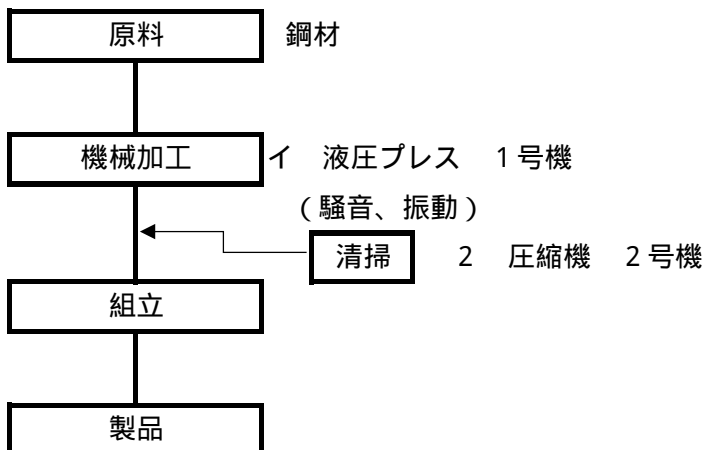 原料 鋼材
機械加工 イ 液圧プレス 1号機
(騒音、振動)
清掃 2 圧縮機 2号機
組立
製品